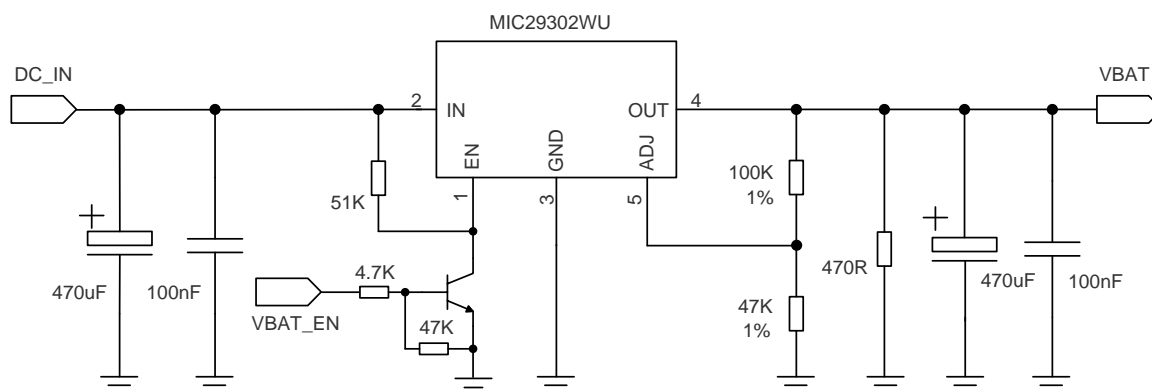 MIC29302WU
DC_IN
VBAT
2
IN
OUT
4
EN
GND
ADJ
1
3
5
51K
100K
1%
470uF
100nF
4.7K
VBAT_EN
47K
47K
1%
470R
470uF
100nF